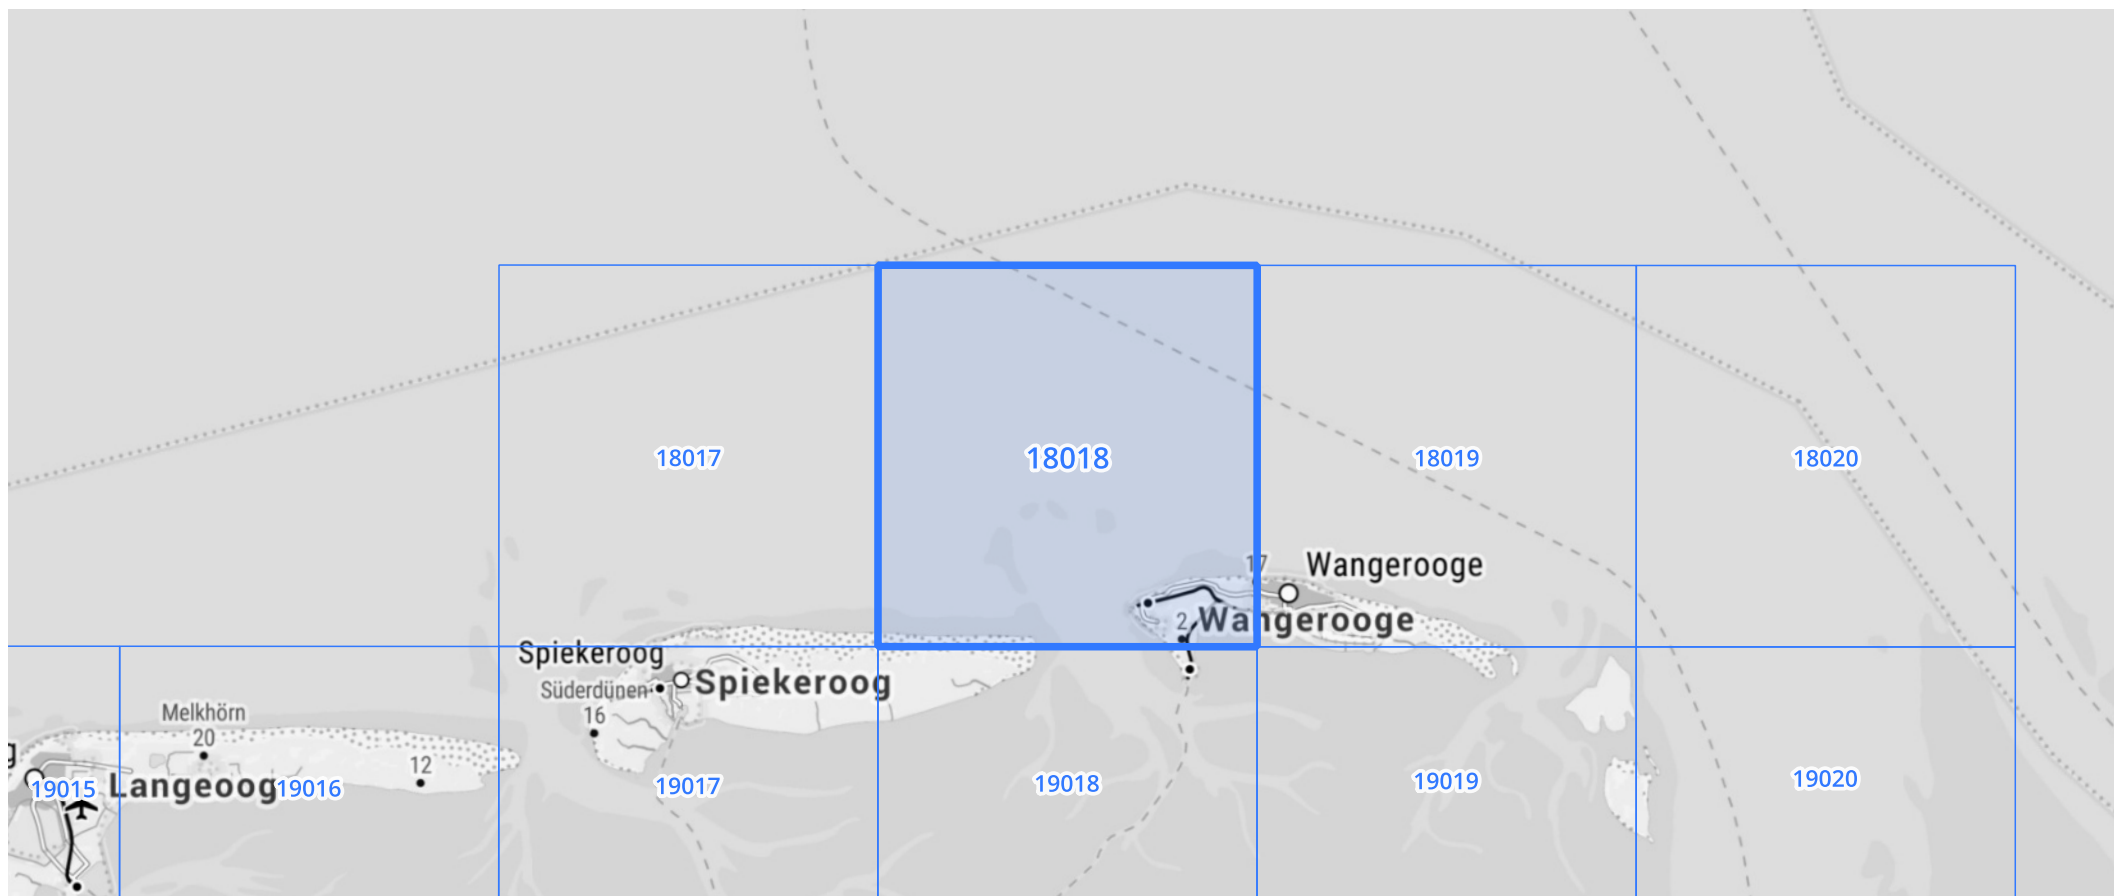 18017
18018
18019
18020
17
Wangerooge
2
Wangerooge
Spiekeroog
Süderdünen
Spiekeroog
16
Melkhörn
20
12
g
19015
Langeoog
19016
19017
19018
19019
19020